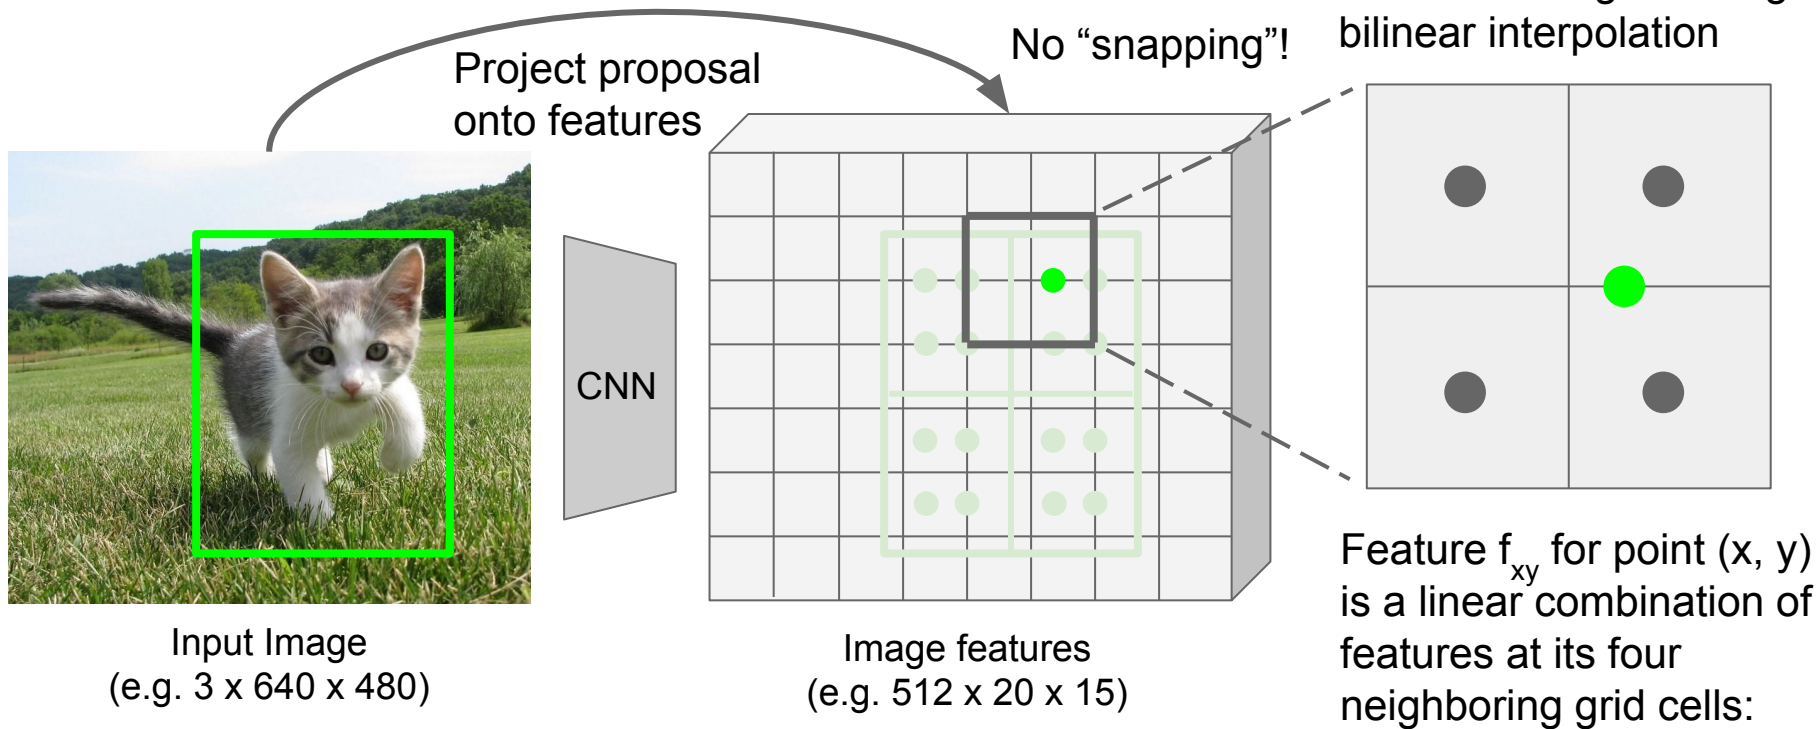 No “snapping”!
bilinear interpolation
Project proposal
onto features
CNN
Input Image
(e.g. 3 x 640 x 480)
Image features
(e.g. 512 x 20 x 15)
Feature fxy for point (x, y)
is a linear combination of
features at its four
neighboring grid cells: